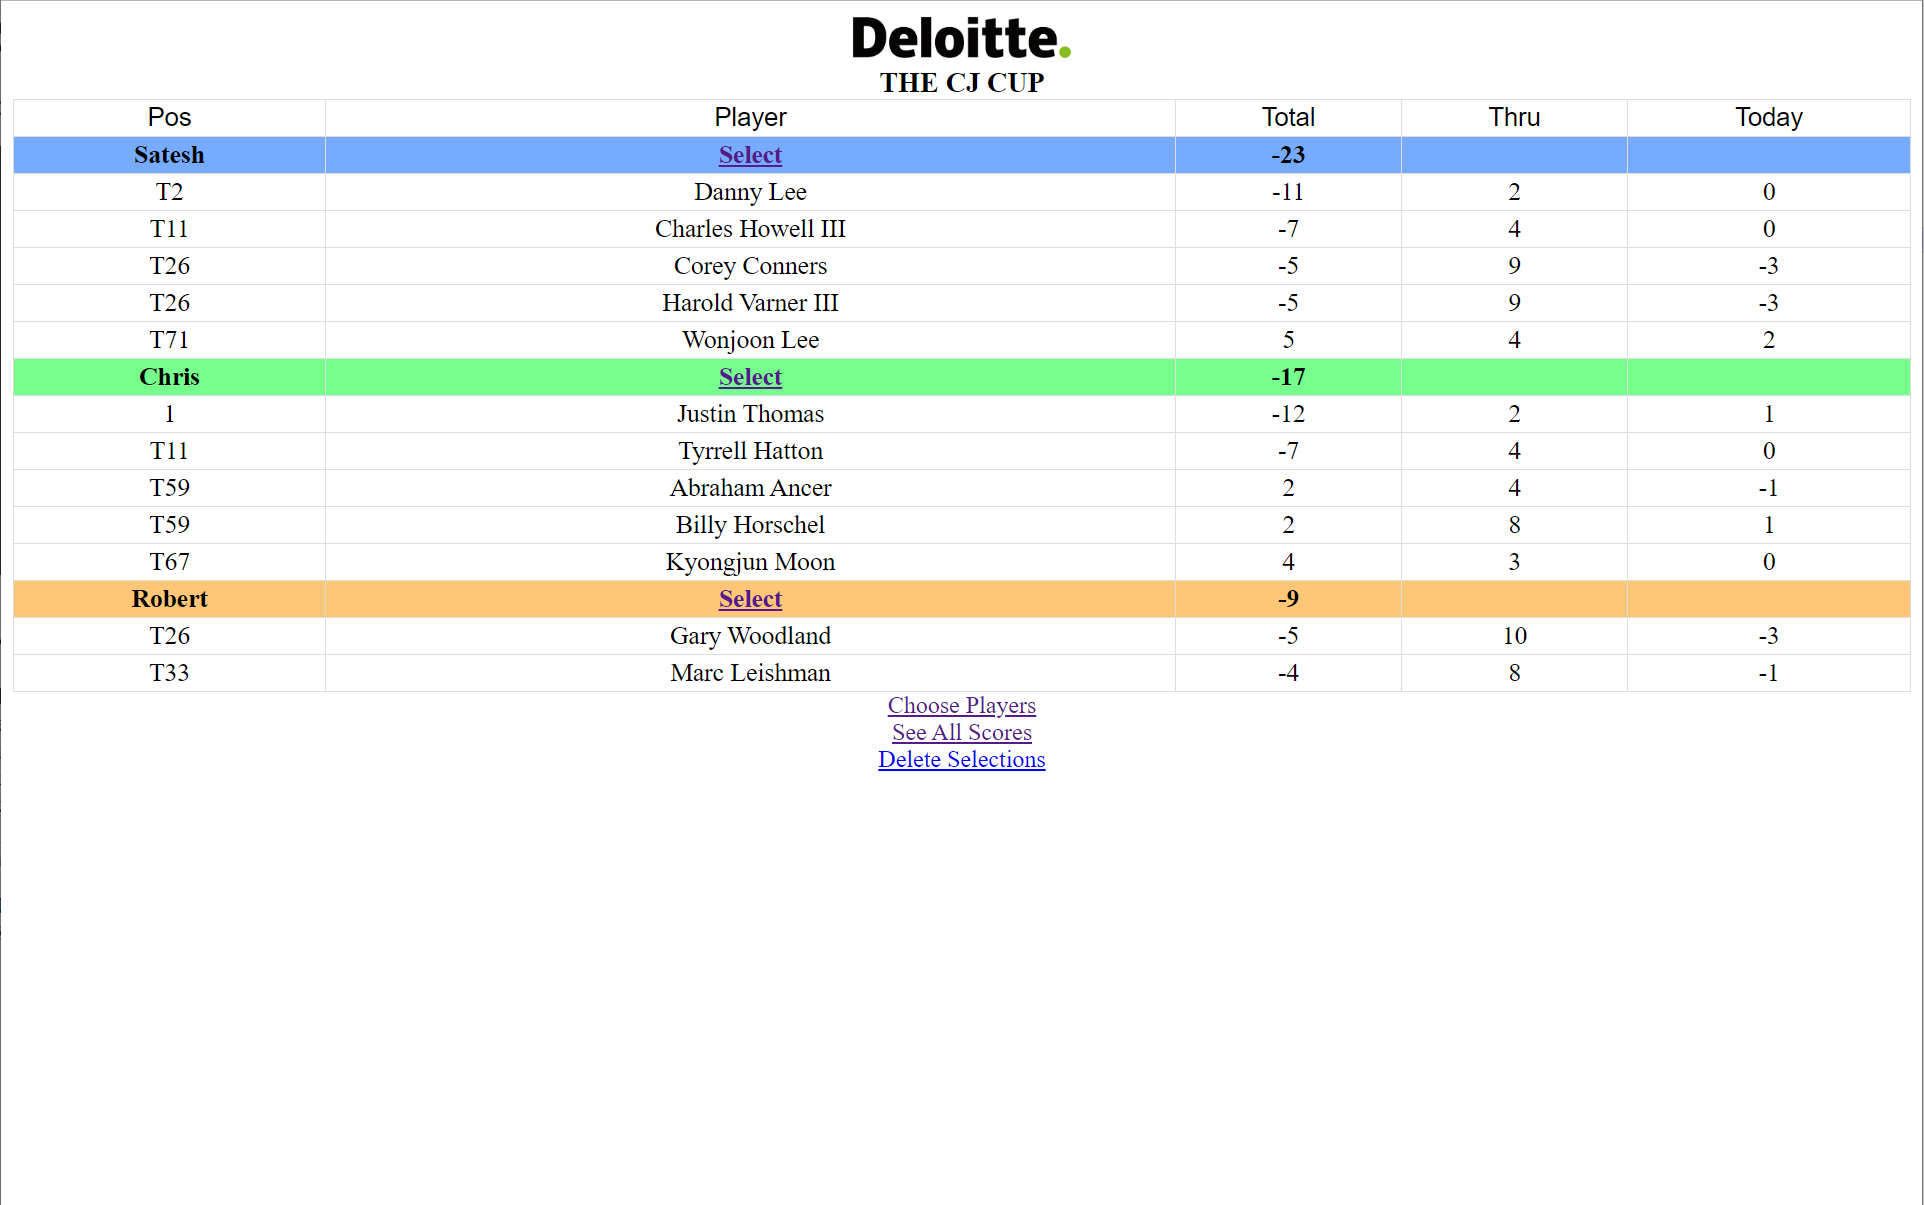 Deloitte.
THE CJ CUP
Pos Player Total Thru Today
Satesh Select -23
T2 Danny Lee -11 2 0
T11 Charles Howell III -7 4 0
T26 Corey Conners -5 9 -3
T26 Harold Varner III -5 9 -3
T71 Wonjoon Lee 5 4 2
Chris Select -17
1 Justin Thomas -12 2 1
T11 Tyrrell Hatton -7 4 0
T59 Abraham Ancer 2 4 -1
T59 Billy Horschel 2 8 1
T67 Kyongjun Moon 4 3 0
Robert Select -9
T26 Gary Woodland -5 10 -3
T33 Marc Leishman -4 8 -1
Choose Players
See All Scores
Delete Selections